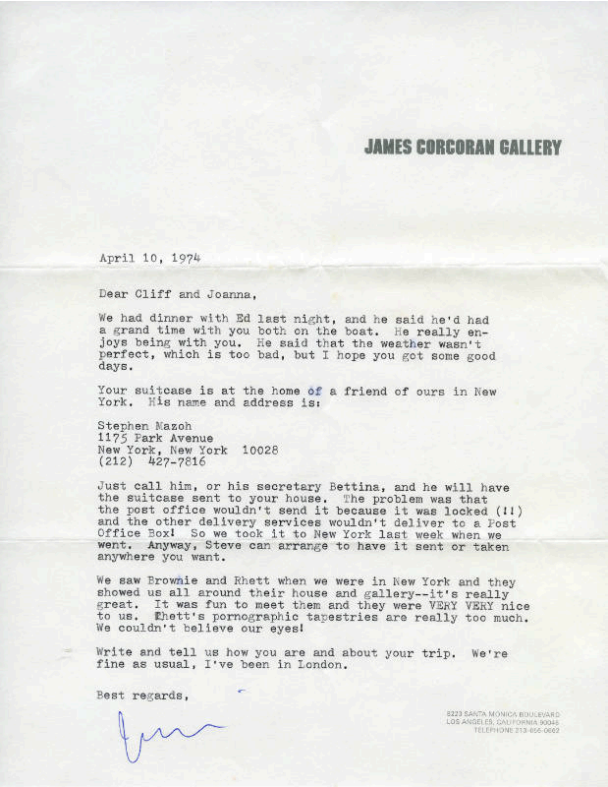 JAMES CORCORAN GALLERY
April 10, 1974
Dear Cliff and Joanna,
We had dinner with Ed last night, and he said he'd had
a grand time with you both on the boat. He really en-
joys being with you. He said that the weather wasn't
perfect, which is too bad, but I hope you got some good
days.
Your suitcase is at the home of a friend of ours in New
York. His name and address is:
Stephen Mazoh
1175 Park Avenue
New York, New York 10028
(212) 427-7816
Just call him, or his secretary Bettina, and he will have
the suitcase sent to your house. The problem was that
the post office wouldn't send it because it was locked (!!)
and the other delivery services wouldn't deliver to a Post
Office Box! So we took it to New York last week when we
went. Anyway, Steve can arrange to have it sent or taken
anywhere you want.
We saw Brownie and Rhett when we were in New York and they
showed us all around their house and gallery--it's really
great. It was fun to meet them and they were VERY VERY nice
to us. Rhett's pornographic tapestries are really too much.
We couldn't believe our eyes!
Write and tell us how you are and about your trip. We're
fine as usual, I've been in London.
Best regards,
8223 SANTA MONICA BOULEVARD
LOS ANGELES, CALIFORNIA 90046
TELEPHONE 213-656-0662